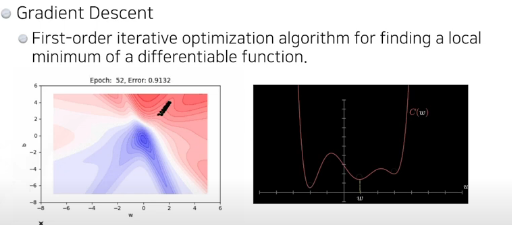 Gradient Descent
First-order iterative optimization algorithm for finding a local
minimum of a differentiable function.
Epoch: 52, Error: 0.9132
6
4
2
0
−2
−4
−6
−8
−8 −6 −4 −2 0 2 4 6
w
C(w)
w